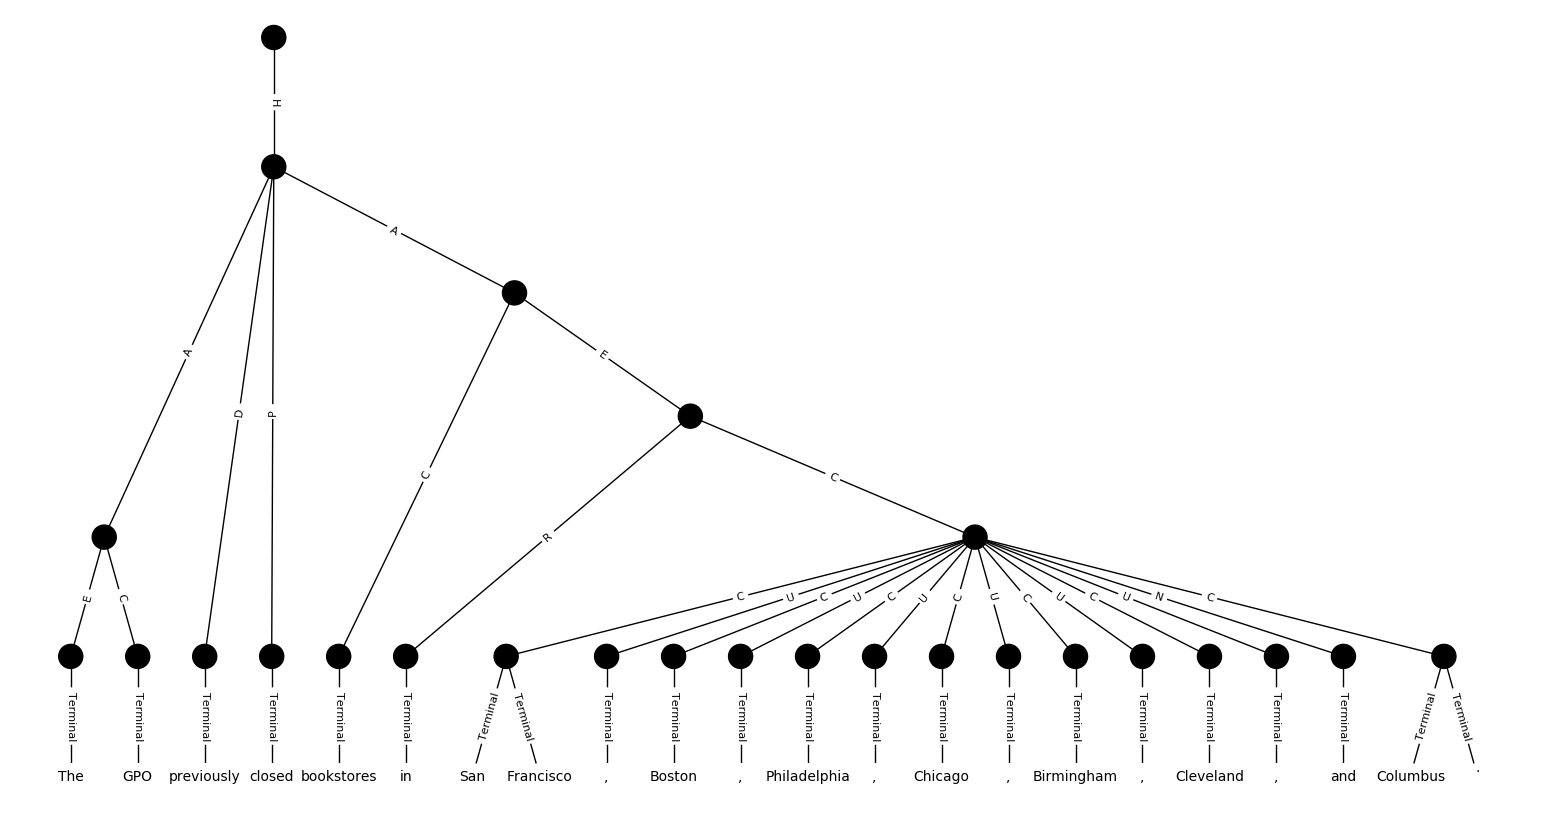 H
A
E
A
D
P
C
C
R
E
C
C U C U C U C U C U C U N C
Terminal Terminal Terminal Terminal Terminal Terminal Terminal Terminal Terminal Terminal Terminal Terminal Terminal Terminal Terminal Terminal Terminal Terminal Terminal Terminal Terminal Terminal
The GPO previously closed bookstores in San Francisco , Boston , Philadelphia , Chicago , Birmingham , Cleveland , and Columbus .